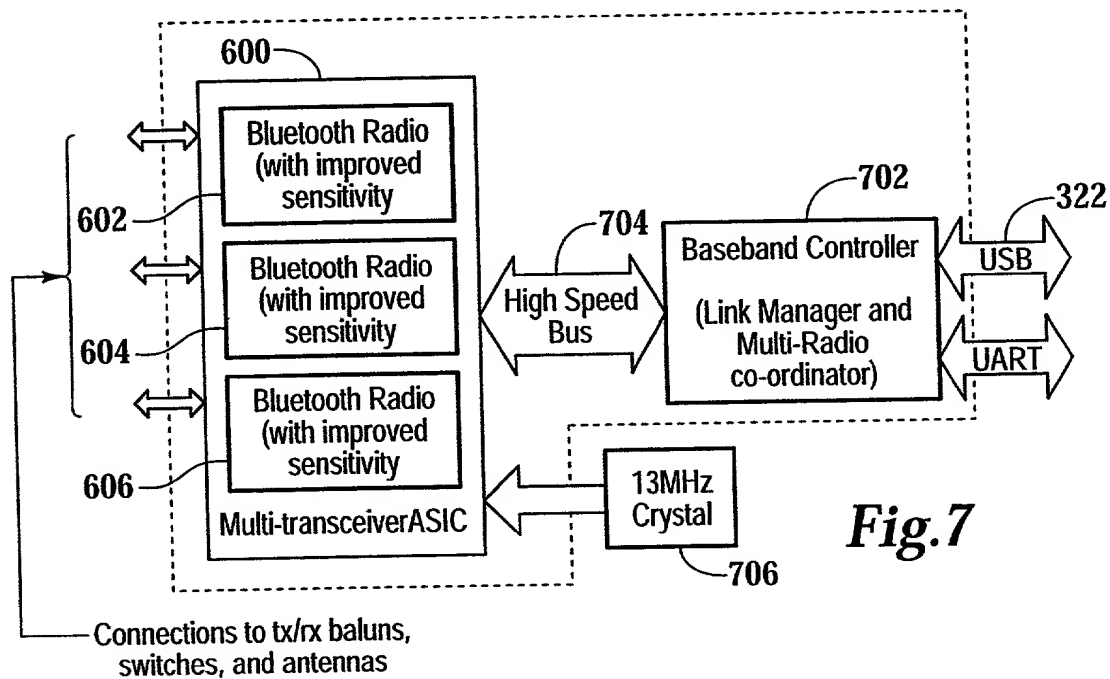 600
Bluetooth Radio
(with improved
sensitivity
602
Bluetooth Radio
(with improved
sensitivity
604
Bluetooth Radio
(with improved
sensitivity
606
Multi-transceiverASIC
704
High Speed
Bus
702
Baseband Controller
(Link Manager and
Multi-Radio
co-ordinator)
322
USB
UART
13MHz
Crystal
706
Fig.7
Connections to tx/rx baluns,
switches, and antennas